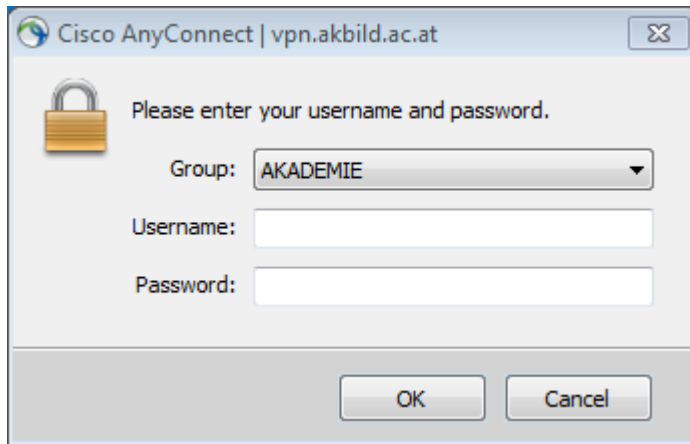 Cisco AnyConnect | vpn.akbild.ac.at
Please enter your username and password.
Group: AKADEMIE
Username:
Password:
OK Cancel